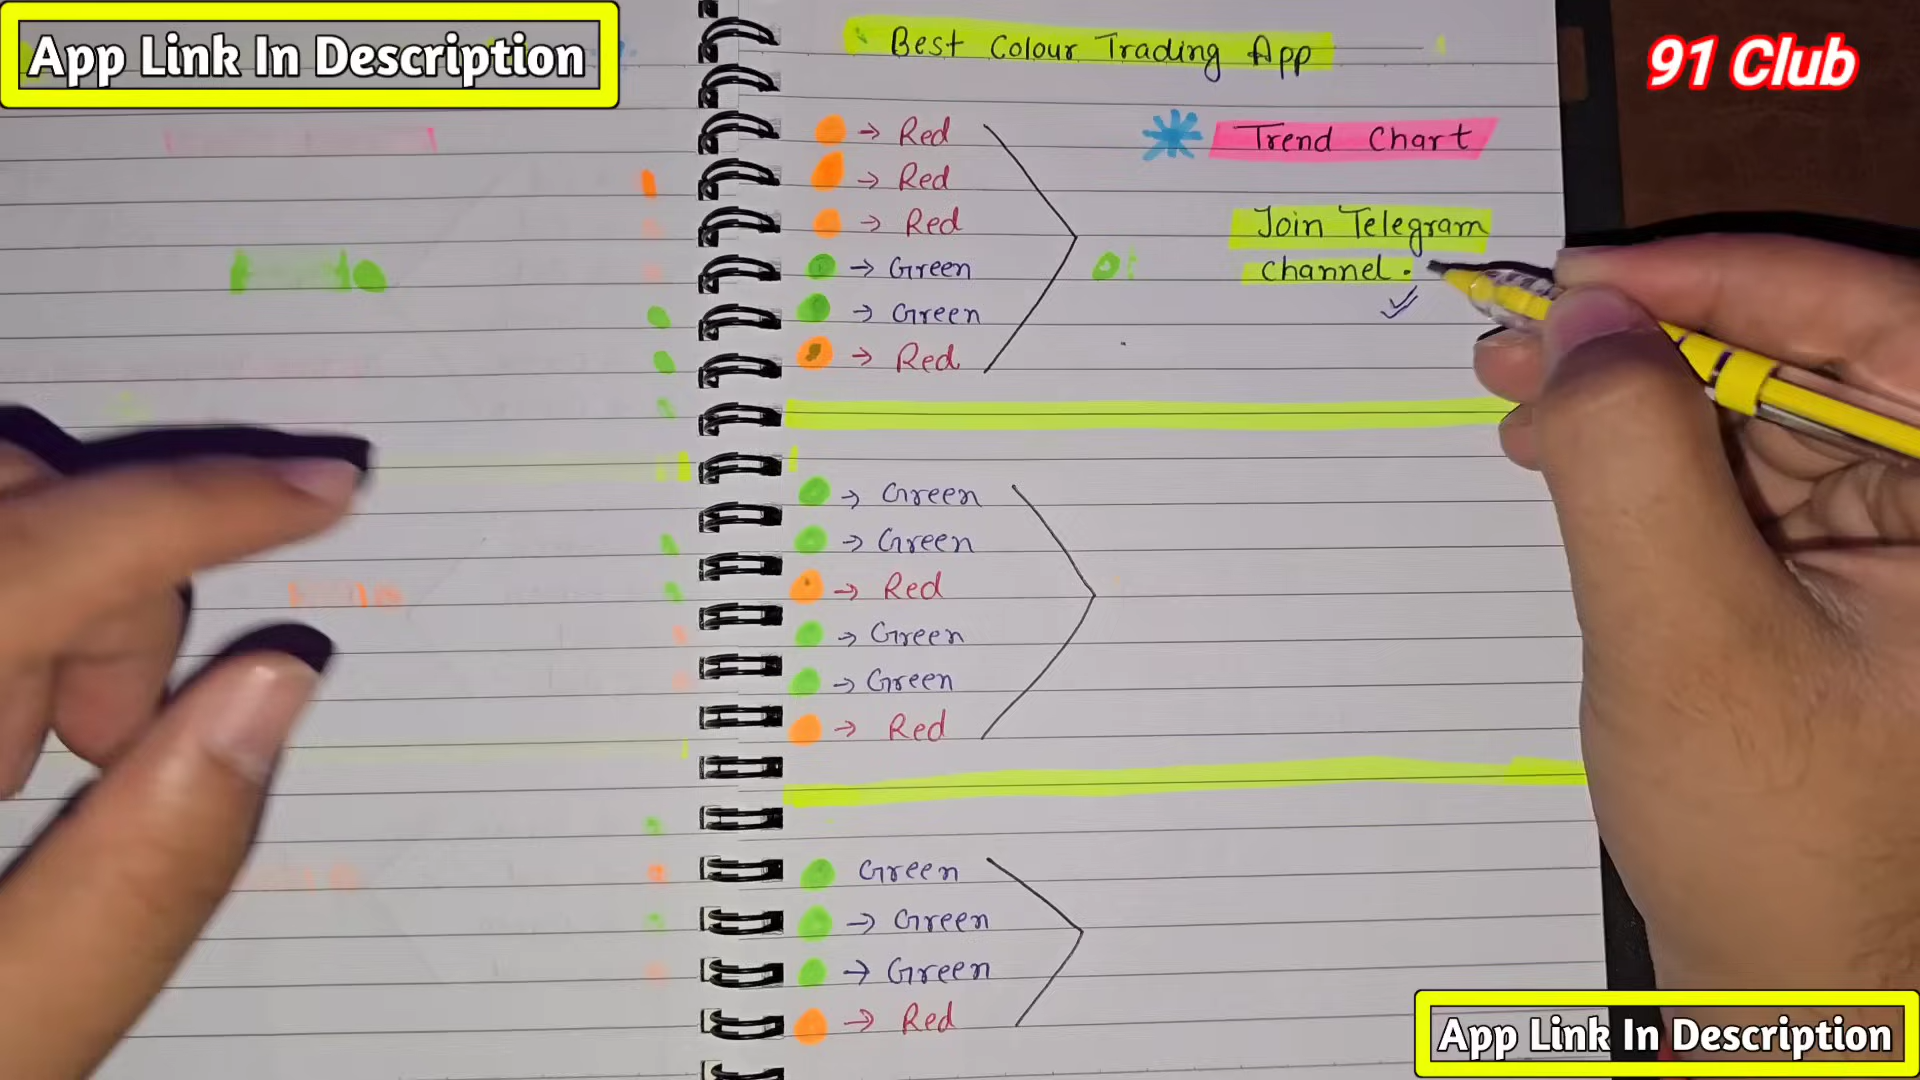 App Link In Description
Best Colour Trading App
91 Club
→ Red
→ Red
→ Red
→ Green
→ Green
→ Red
Trend Chart
Join Telegram
channel.
→ Green
→ Green
→ Red
→ Green
→ Green
→ Red
Green
→ Green
→ Green
→ Red
App Link In Description